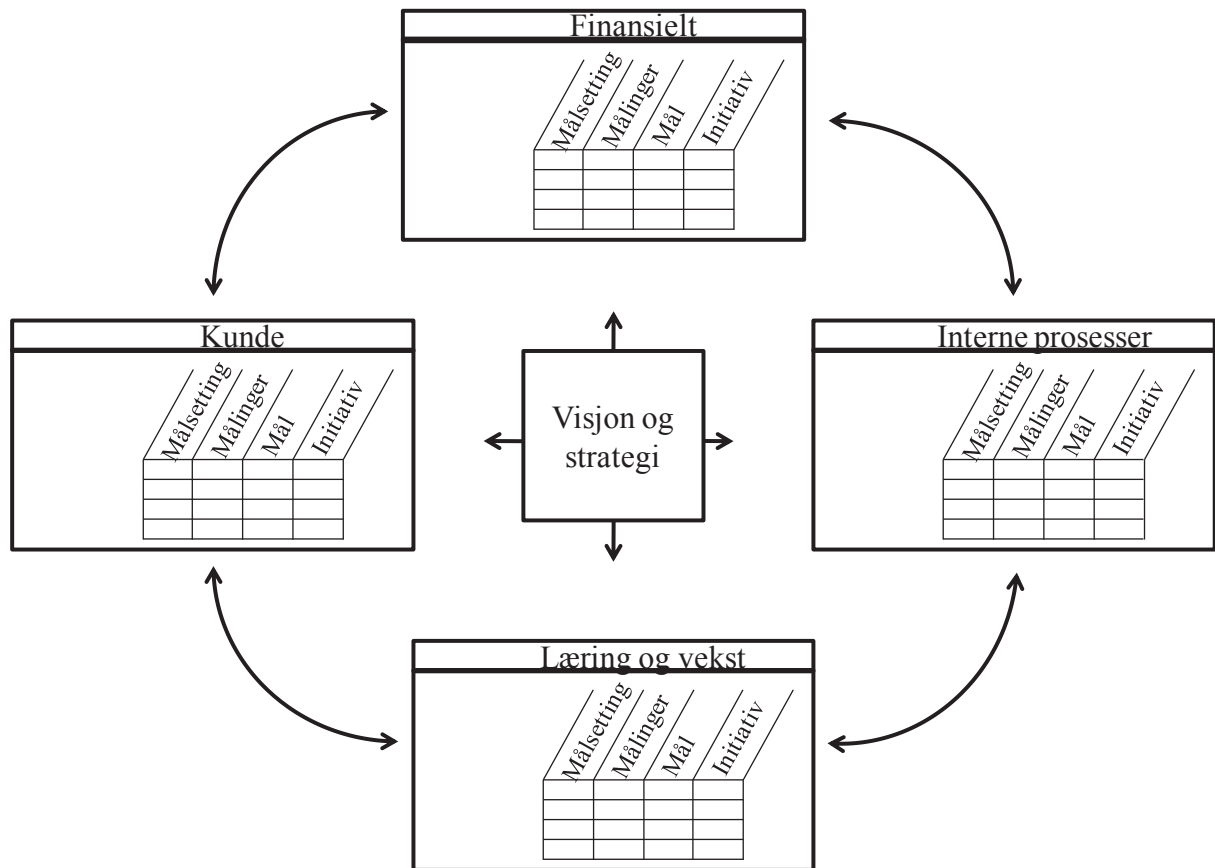 Finansielt
Målsetting
Målinger
Mål
Initiativ
Kunde
Målsetting
Målinger
Mål
Initiativ
Visjon og
strategi
Interne prosesser
Målsetting
Målinger
Mål
Initiativ
Læring og vekst
Målsetting
Målinger
Mål
Initiativ